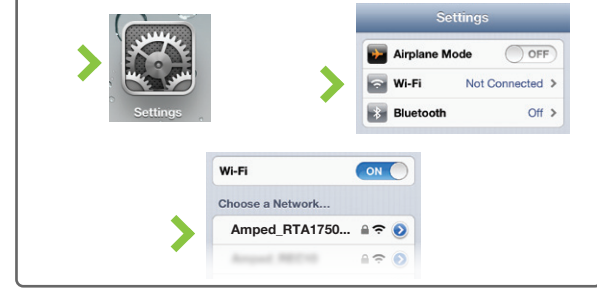 Settings
Settings
Airplane Mode OFF
Wi-Fi Not Connected
Bluetooth Off
Wi-Fi ON
Choose a Network...
Amped_RTA1750...